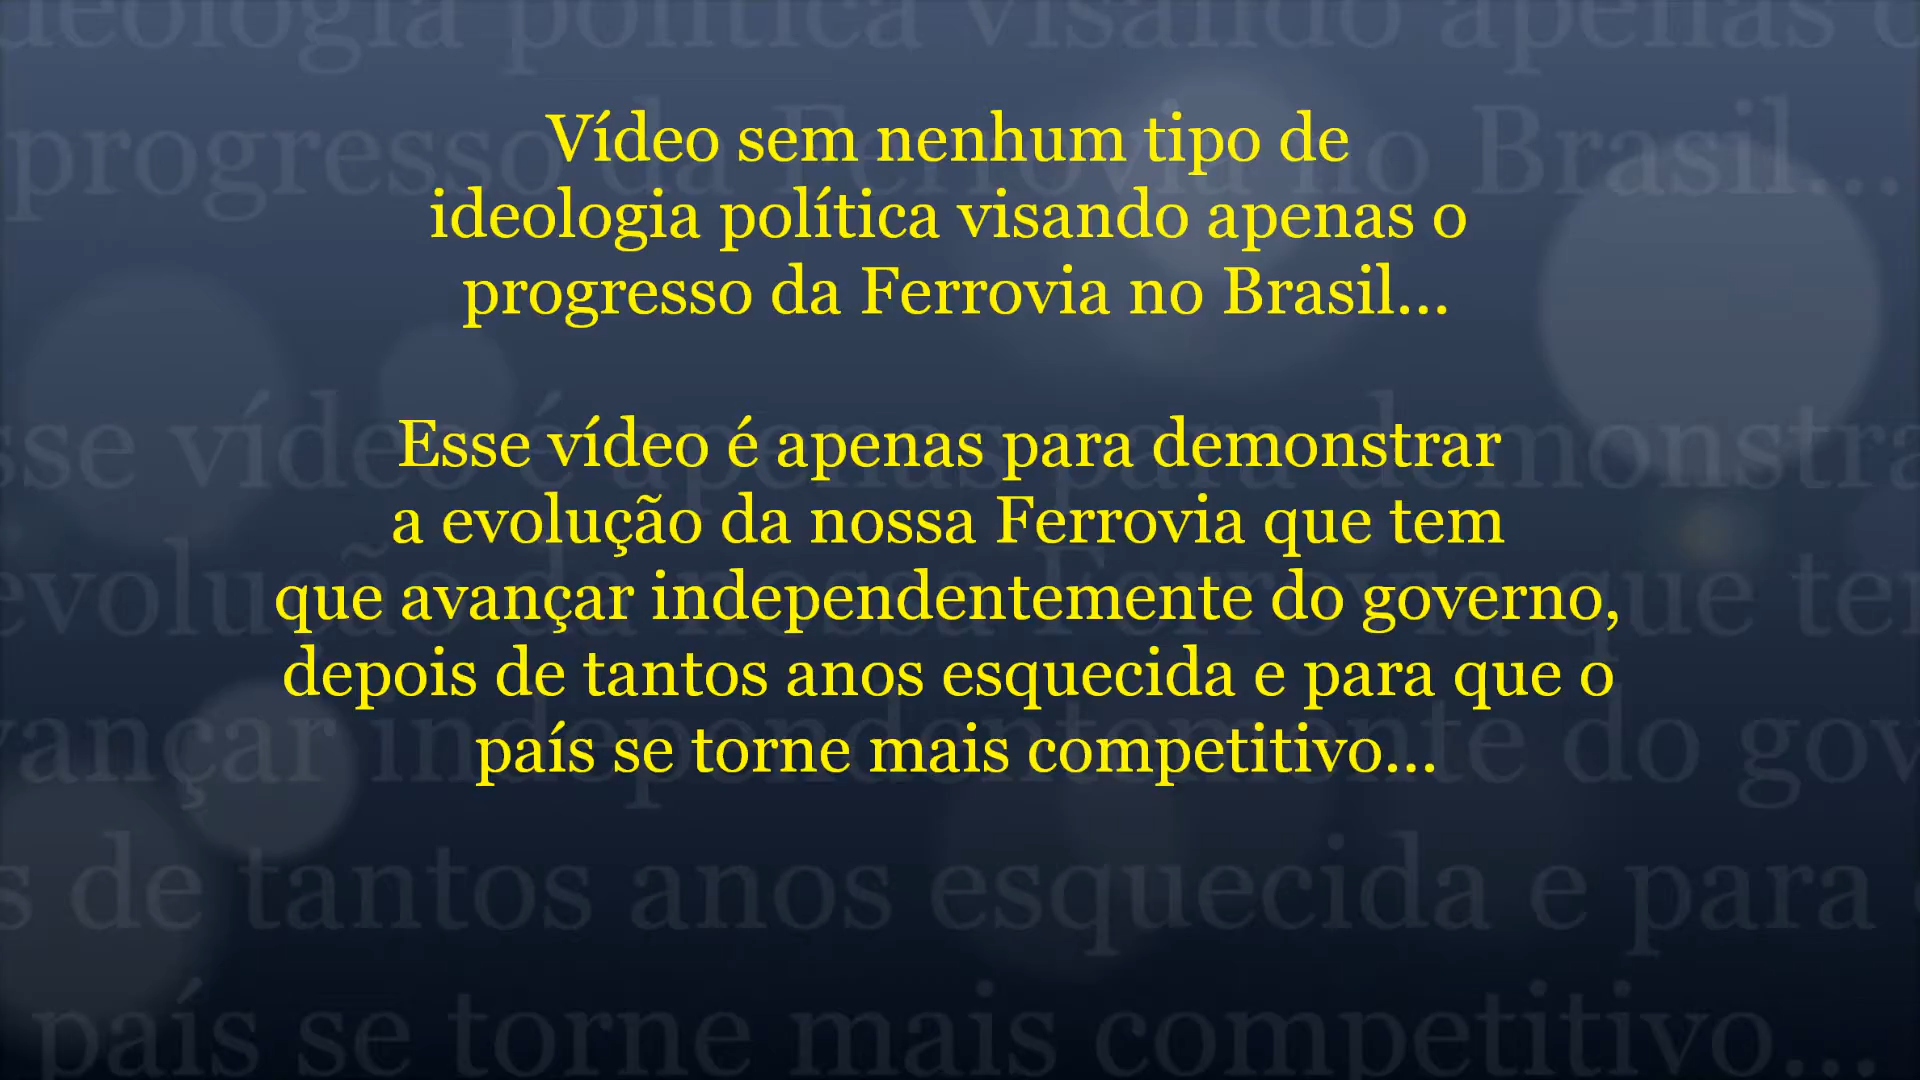 Vídeo sem nenhum tipo de
ideologia política visando apenas o
progresso da Ferrovia no Brasil...
Esse vídeo é apenas para demonstrar
a evolução da nossa Ferrovia que tem
que avançar independentemente do governo,
depois de tantos anos esquecida e para que o
país se torne mais competitivo...